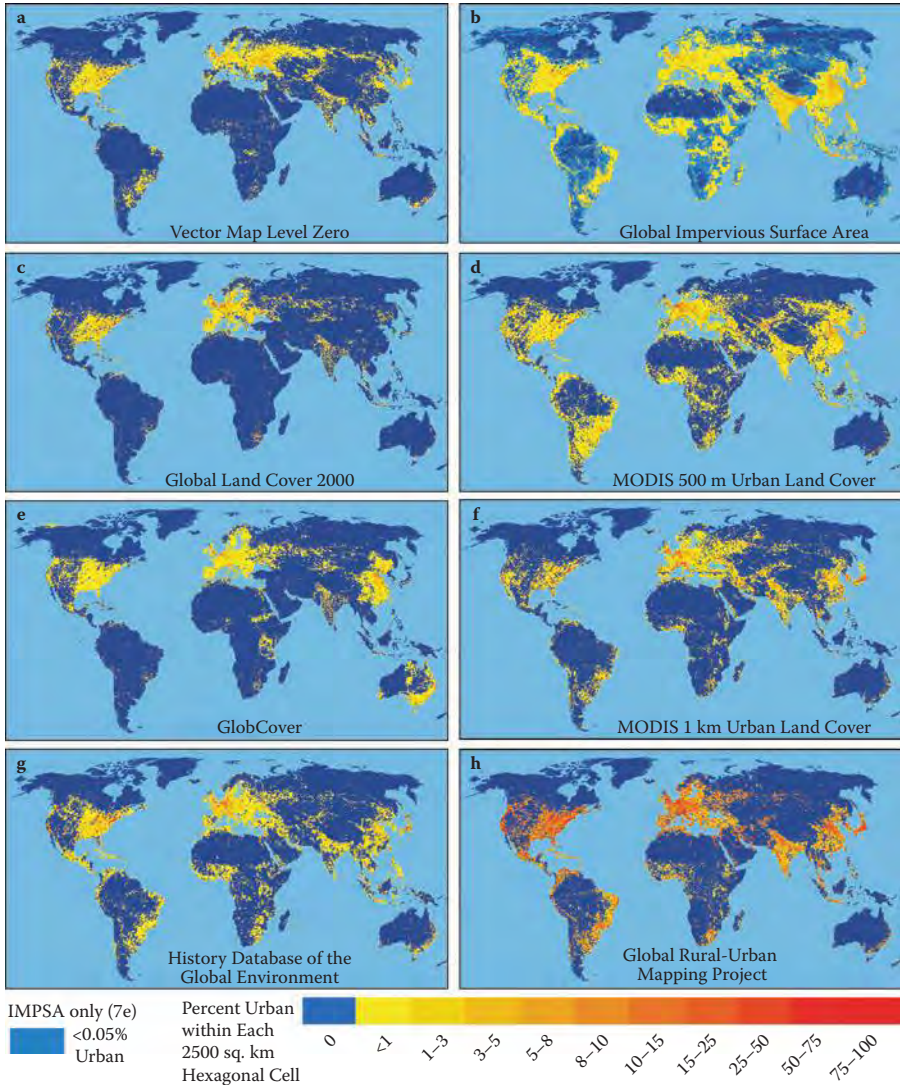 a
Vector Map Level Zero
b
Global Impervious Surface Area
c
Global Land Cover 2000
d
MODIS 500 m Urban Land Cover
e
GlobCover
f
MODIS 1 km Urban Land Cover
g
History Database of the
Global Environment
h
Global Rural-Urban
Mapping Project
IMPSA only (7e)
<0.05%
Urban
Percent Urban
within Each
2500 sq. km
Hexagonal Cell
0
<1
1–3
3–5
5–8
8–10
10–15
15–25
25–50
50–75
75–100